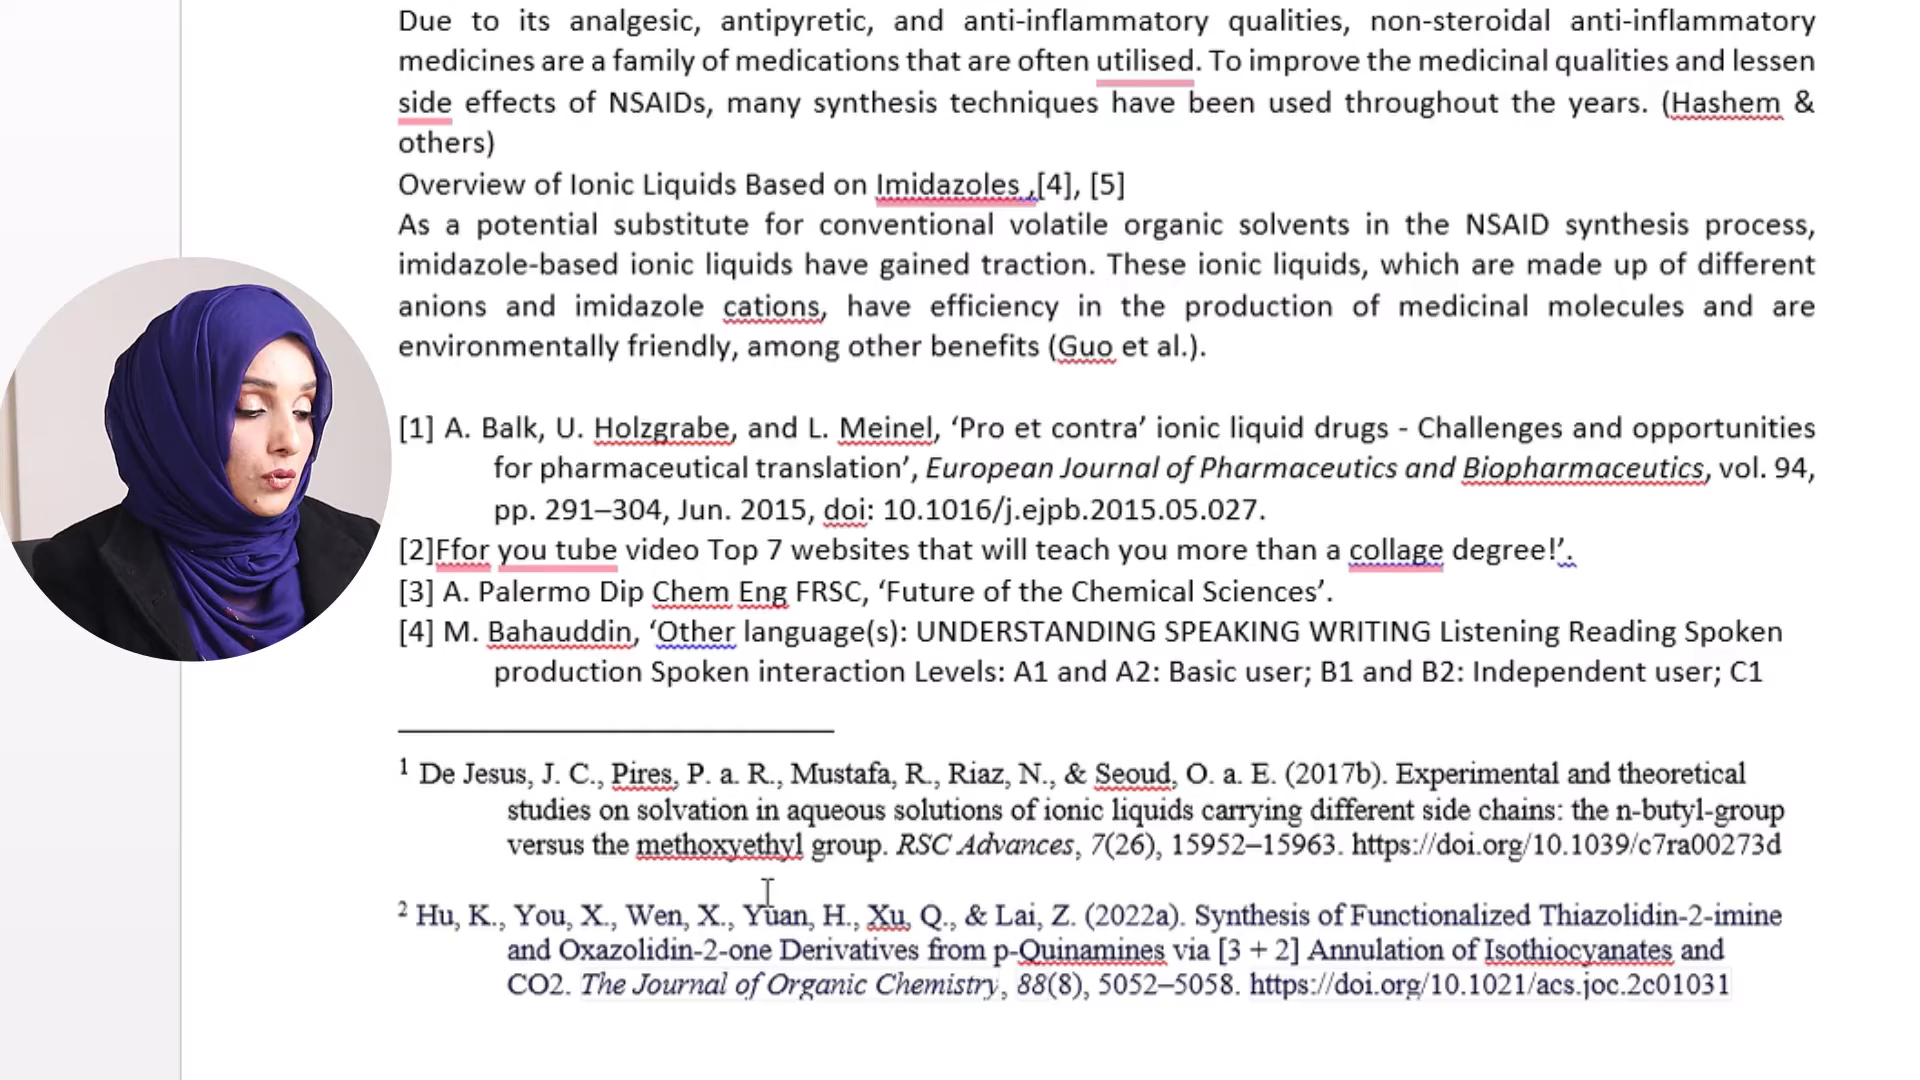 Due to its analgesic, antipyretic, and anti-inflammatory qualities, non-steroidal anti-inflammatory
medicines are a family of medications that are often utilised. To improve the medicinal qualities and lessen
side effects of NSAIDs, many synthesis techniques have been used throughout the years. (Hashem &
others)
Overview of Ionic Liquids Based on Imidazoles ,[4], [5]
As a potential substitute for conventional volatile organic solvents in the NSAID synthesis process,
imidazole-based ionic liquids have gained traction. These ionic liquids, which are made up of different
anions and imidazole cations, have efficiency in the production of medicinal molecules and are
environmentally friendly, among other benefits (Guo et al.).
[1] A. Balk, U. Holzgrabe, and L. Meinel, ‘Pro et contra’ ionic liquid drugs - Challenges and opportunities
for pharmaceutical translation’, European Journal of Pharmaceutics and Biopharmaceutics, vol. 94,
pp. 291–304, Jun. 2015, doi: 10.1016/j.ejpb.2015.05.027.
[2]Ffor you tube video Top 7 websites that will teach you more than a collage degree!’.
[3] A. Palermo Dip Chem Eng FRSC, ‘Future of the Chemical Sciences’.
[4] M. Bahauddin, ‘Other language(s): UNDERSTANDING SPEAKING WRITING Listening Reading Spoken
production Spoken interaction Levels: A1 and A2: Basic user; B1 and B2: Independent user; C1
1 De Jesus, J. C., Pires, P. a. R., Mustafa, R., Riaz, N., & Seoud, O. a. E. (2017b). Experimental and theoretical
studies on solvation in aqueous solutions of ionic liquids carrying different side chains: the n-butyl-group
versus the methoxyethyl group. RSC Advances, 7(26), 15952–15963. https://doi.org/10.1039/c7ra00273d
2 Hu, K., You, X., Wen, X., Yuan, H., Xu, Q., & Lai, Z. (2022a). Synthesis of Functionalized Thiazolidin-2-imine
and Oxazolidin-2-one Derivatives from p-Quinamines via [3 + 2] Annulation of Isothiocyanates and
CO2. The Journal of Organic Chemistry, 88(8), 5052–5058. https://doi.org/10.1021/acs.joc.2c01031